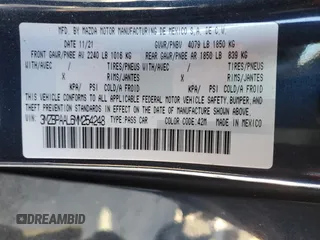 MFD BY MAZDA MOTOR MANUFACTURING DE MEXICO S.A. DE C.V.
DATE 11/21 GVWR/PNBV 4079 LB 1850 KG
FRONT GAWR/PNBE AV 2240 LB 1016 KG REAR GAWR/PNBE AR 1850 LB 839 KG
WITH/AVEC TIRES/PNEUS WITH/AVEC TIRES/PNEUS
X RIMS/JANTES X RIMS/JANTES
KPA/ PSI COLD/A FROID KPA/ PSI COLD/A FROID
THIS VEHICLE CONFORMS TO ALL APPLICABLE U.S. FEDERAL MOTOR
VEHICLE SAFETY, BUMPER, AND THEFT PREVENTION STANDARDS IN
EFFECT ON THE DATE OF MANUFACTURE SHOWN ABOVE.
TYPE PASS CAR
COLOR CODE:42M MADE IN MEXICO
DREAMBID